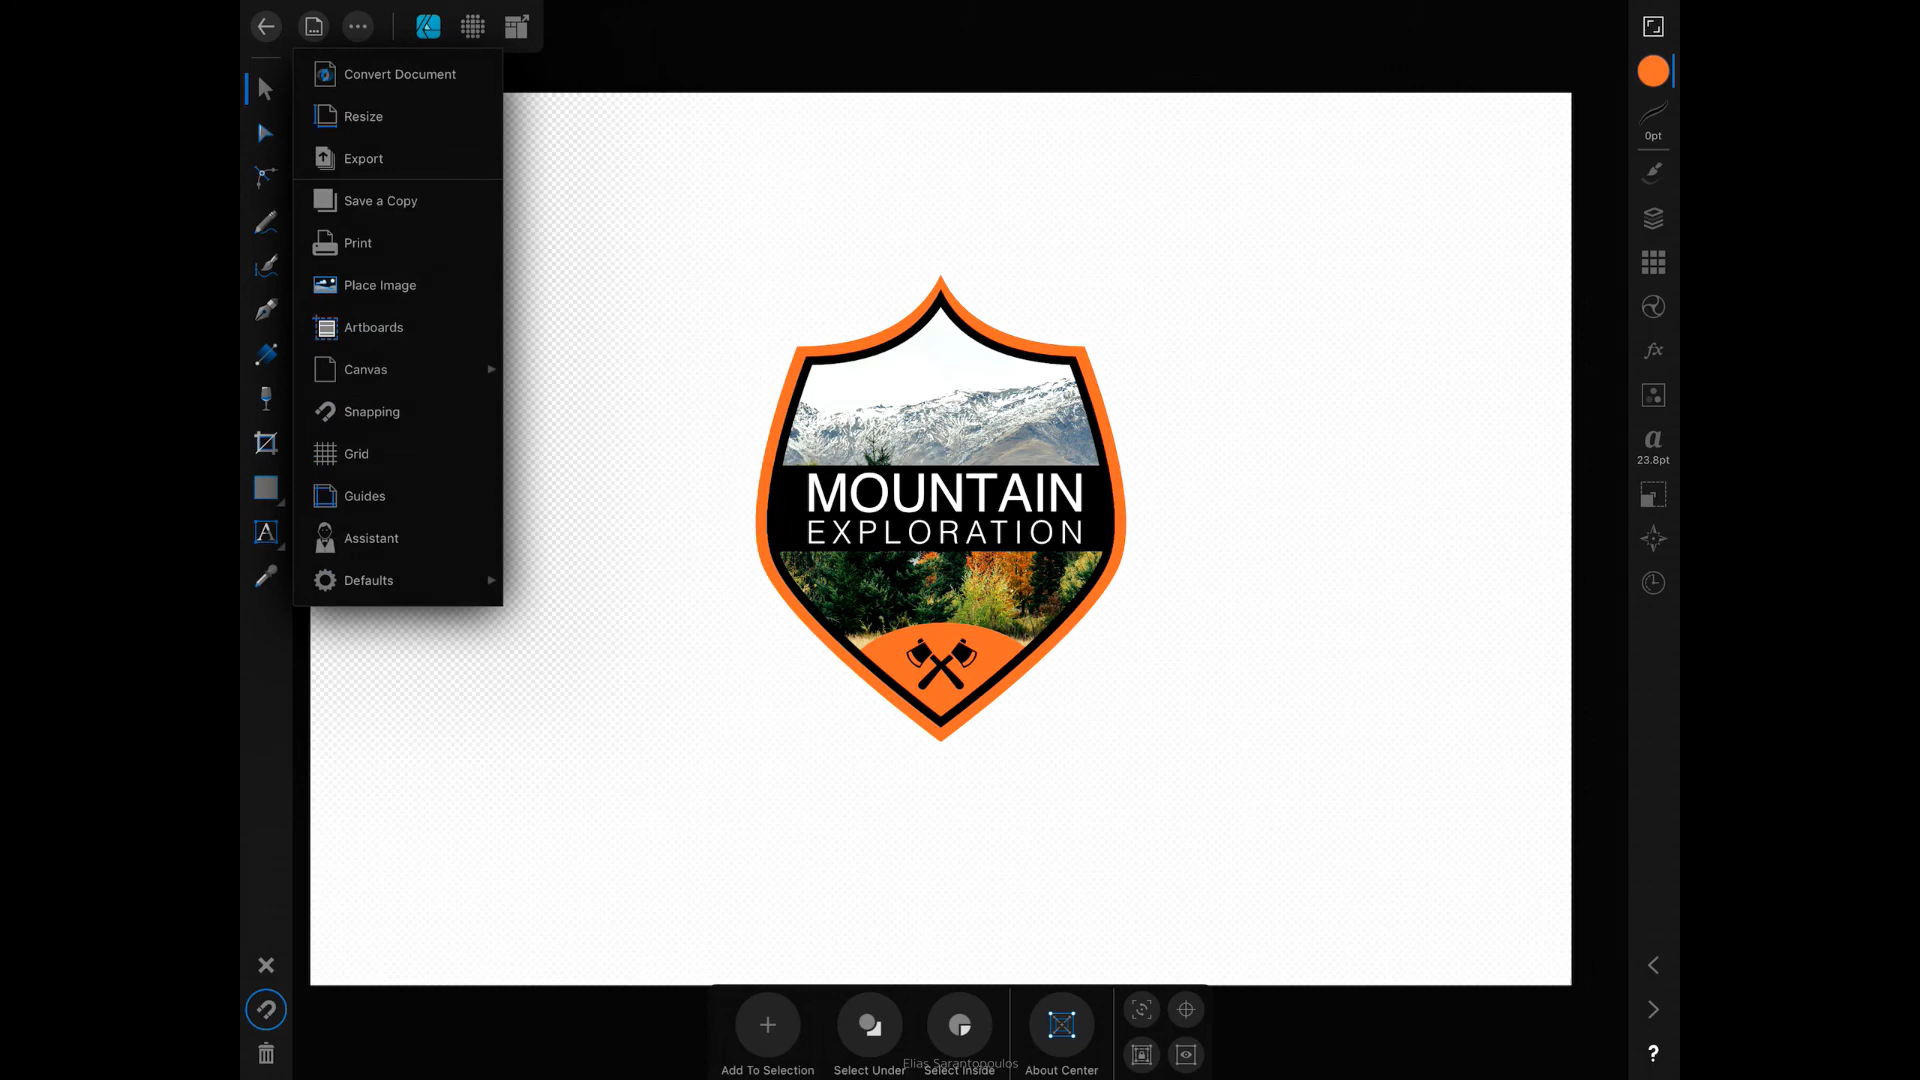 Convert Document
Resize
Export
Save a Copy
Print
Place Image
Artboards
Canvas
Snapping
Grid
Guides
Assistant
Defaults
A
MOUNTAIN
EXPLORATION
0pt
fx
a
23.8pt
?
Add To Selection
Select Under
Select Inside
About Center
Elias Sarantopoulos